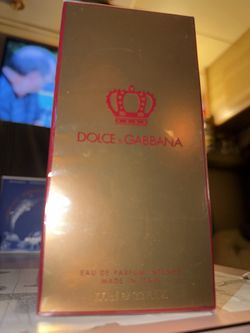 DOLCE & GABBANA
EAU DE PARFUM INTENSE
MADE IN ITALY